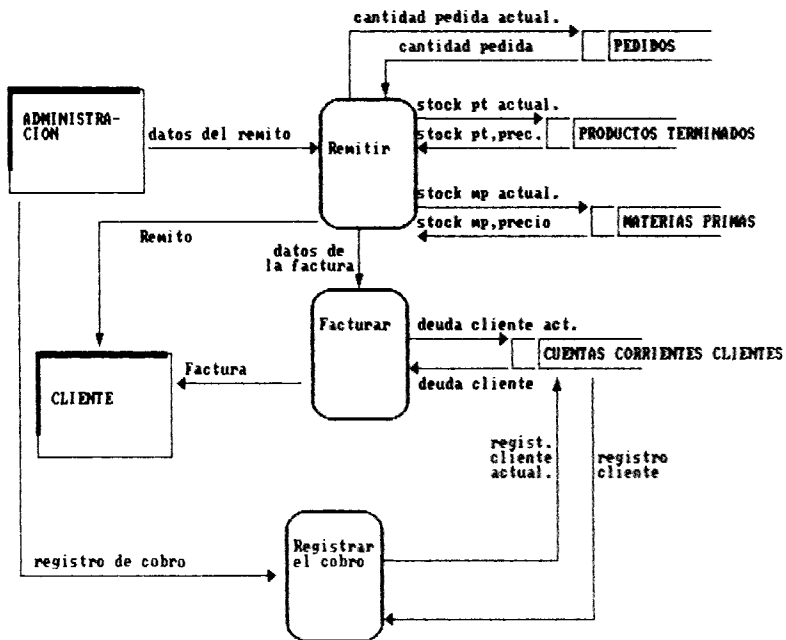 cantidad pedida actual.
cantidad pedida
PEDIBOS
ADMINISTRA-
CION
datos del remito
Remitir
stock pt actual.
stock pt,prec.
PRODUCTOS TERMINADOS
stock mp actual.
stock mp,precio
MATERIAS PRIMAS
Remito
datos de
la factura
Facturar
deuda cliente act.
CUENTAS CORRIENTES CLIENTES
deuda cliente
Factura
CLIENTE
regist.
cliente
actual.
registro
cliente
Registrar
el cobro
registro de cobro